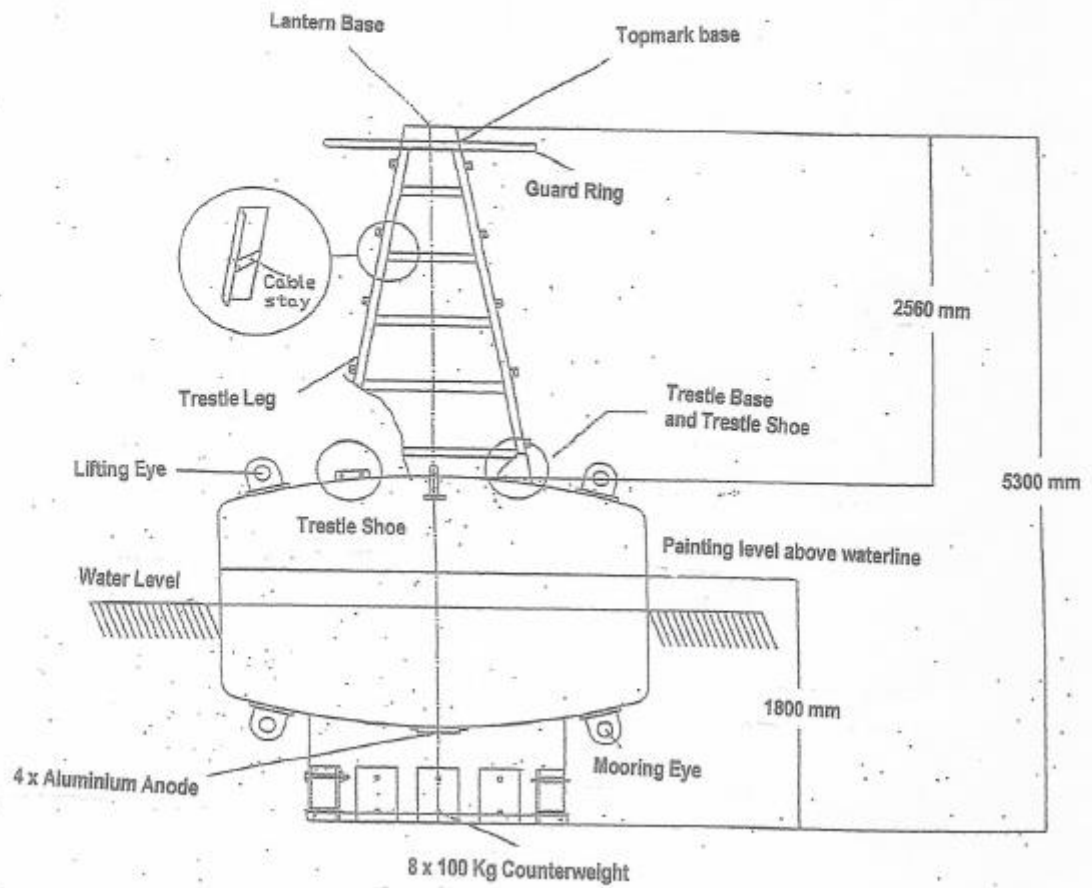 Lantern Base
Topmark base
Guard Ring
Cable
stay
2560 mm
Trestle Leg
Trestle Base
and Trestle Shoe
Lifting Eye
5300 mm
Trestle Shoe
Painting level above waterline
Water Level
1800 mm
4 x Aluminium Anode
Mooring Eye
8 x 100 Kg Counterweight